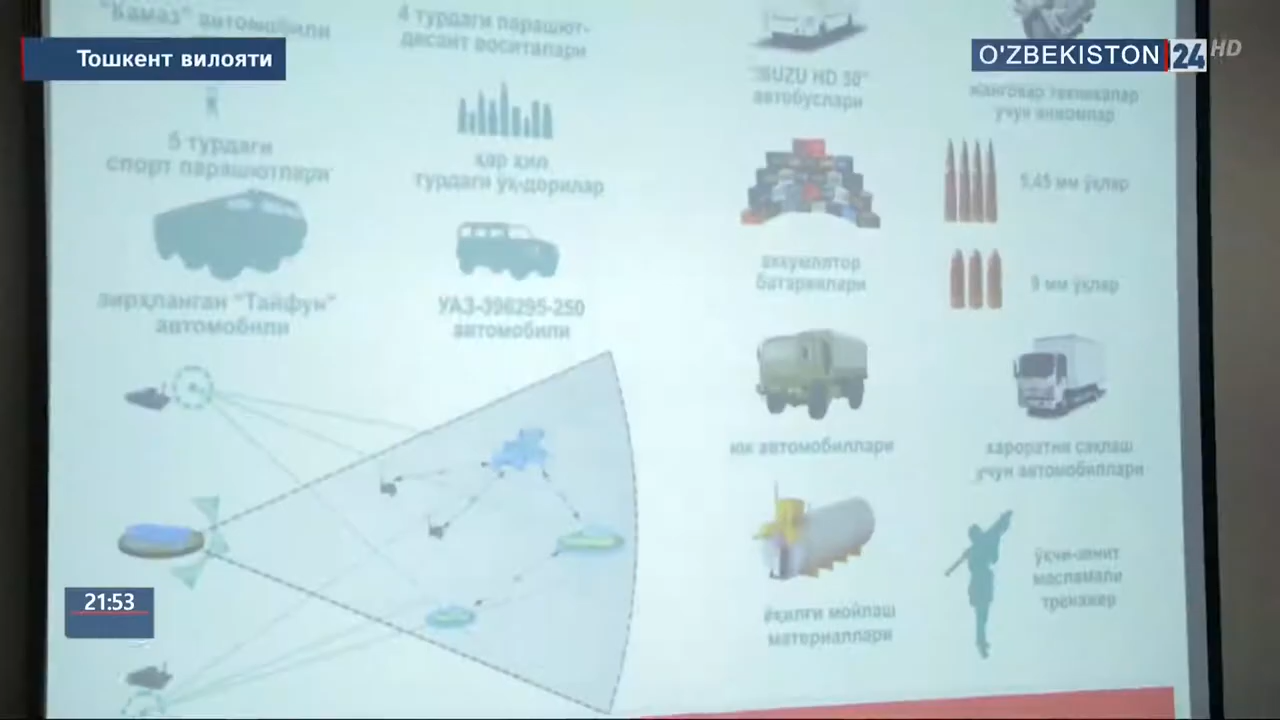 Тошкент вилояти
O'ZBEKISTON 24 HD
"Камаз" автомобили
4 турдаги парашют-
десант воситалари
"ISUZU HD 50"
автобуслари
жанговар техникалар
учун анжомлар
5 турдаги
спорт парашютлари
ҳар хил
турдаги ўқ-дорилар
5,45 мм ўқлар
зирҳланган "Тайфун"
автомобили
УАЗ-396295-250
автомобили
аккумулятор
батареялари
9 мм ўқлар
юк автомобиллари
ҳароратни сақлаш
учун автомобиллари
ёқилғи мойлаш
материаллари
ўқчи-зенит
мосламали
тренажер
21:53